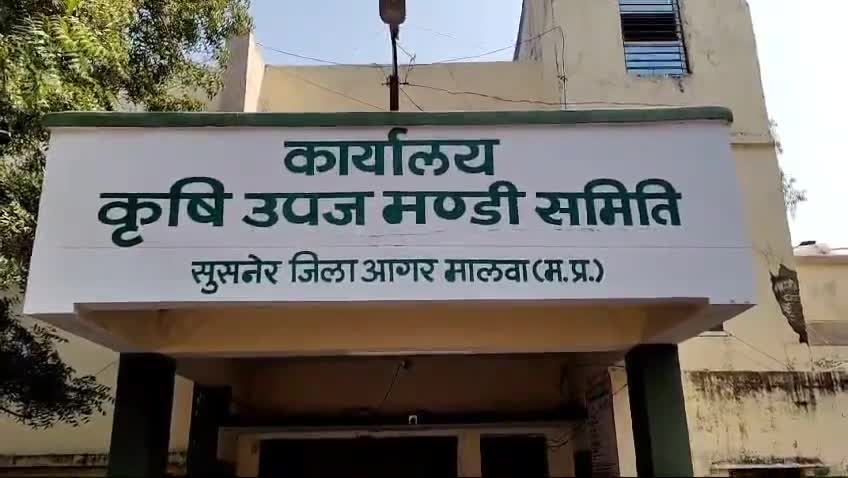 कार्यालय
कृषि उपज मण्डी समिति
सुसनेर जिला आगर मालवा (म.प्र.)